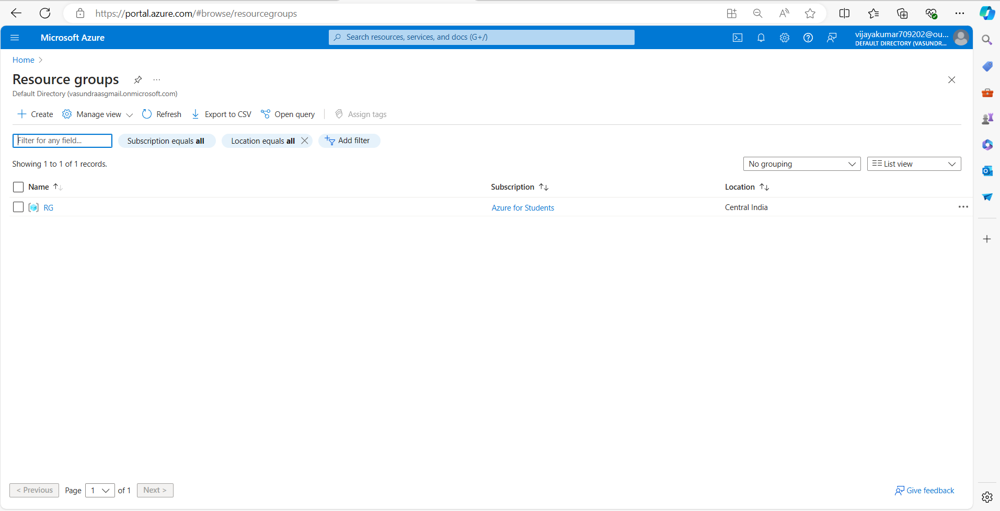 https://portal.azure.com/#browse/resourcegroups
Microsoft Azure
Search resources, services, and docs (G+/)
vijayakumar709202@ou...
DEFAULT DIRECTORY (VASUNDR...
Home >
Resource groups
Default Directory (vasundraasgmail.onmicrosoft.com)
Create Manage view Refresh Export to CSV Open query Assign tags
Filter for any field... Subscription equals all Location equals all Add filter
Showing 1 to 1 of 1 records. No grouping List view
Name Subscription Location
RG Azure for Students Central India
< Previous Page 1 of 1 Next > Give feedback